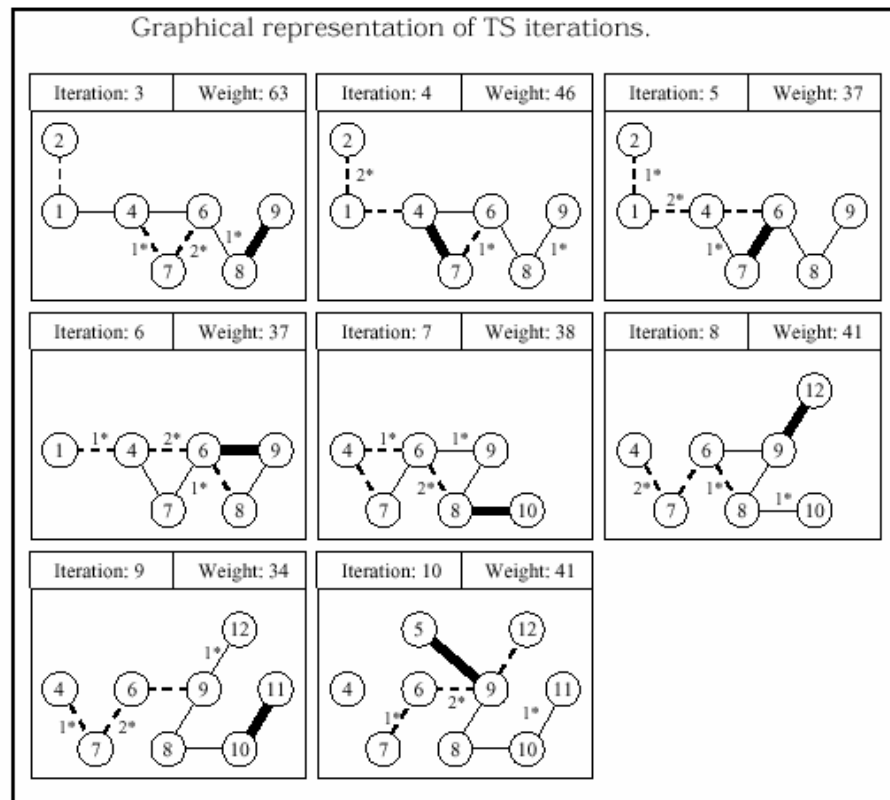 Graphical representation of TS iterations.
Iteration: 3 Weight: 63
2
1 4 6 9
1* 2* 1*
7 8
Iteration: 4 Weight: 46
2
2*
1 4 6 9
1* 1*
7 8
Iteration: 5 Weight: 37
2
1*
2*
1 4 6 9
1*
7 8
Iteration: 6 Weight: 37
1* 2*
1 4 6 9
1*
7 8
Iteration: 7 Weight: 38
1* 1*
4 6 9
2*
7 8 10
Iteration: 8 Weight: 41
12
4 6 9
2* 1* 1*
7 8 10
Iteration: 9 Weight: 34
12
1*
4 6 9 11
1* 2*
7 8 10
Iteration: 10 Weight: 41
5 12
4 6 9 11
2*
1* 1*
7 8 10